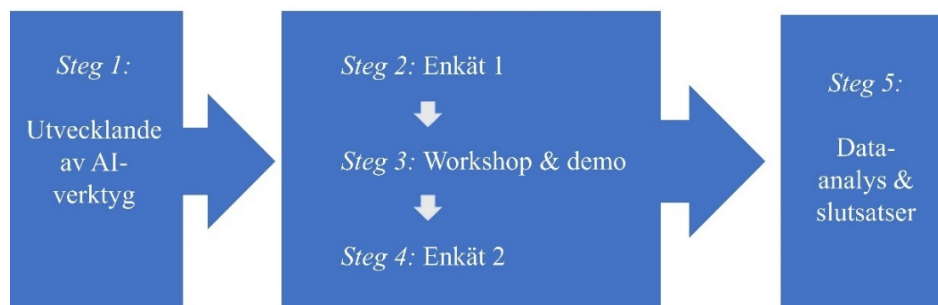 Steg 1:
Utvecklande
av AI-
verktyg
Steg 2: Enkät 1
Steg 3: Workshop & demo
Steg 4: Enkät 2
Steg 5:
Data-
analys &
slutsatser